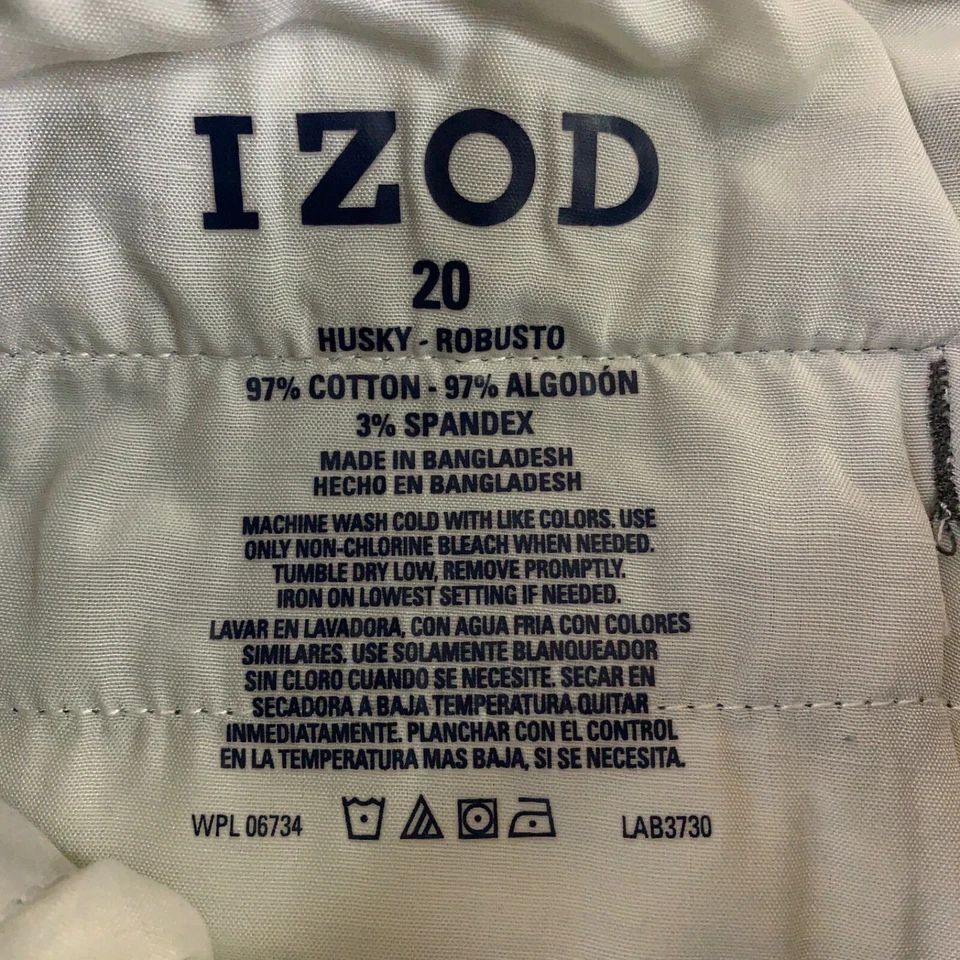 IZOD
20
HUSKY - ROBUSTO
97% COTTON - 97% ALGODÓN
3% SPANDEX
MADE IN BANGLADESH
HECHO EN BANGLADESH
MACHINE WASH COLD WITH LIKE COLORS. USE
ONLY NON-CHLORINE BLEACH WHEN NEEDED.
TUMBLE DRY LOW, REMOVE PROMPTLY.
IRON ON LOWEST SETTING IF NEEDED.
LAVAR EN LAVADORA, CON AGUA FRIA CON COLORES
SIMILARES. USE SOLAMENTE BLANQUEADOR
SIN CLORO CUANDO SE NECESITE. SECAR EN
SECADORA A BAJA TEMPERATURA QUITAR
INMEDIATAMENTE. PLANCHAR CON EL CONTROL
EN LA TEMPERATURA MAS BAJA, SI SE NECESITA.
WPL 06734 LAB3730